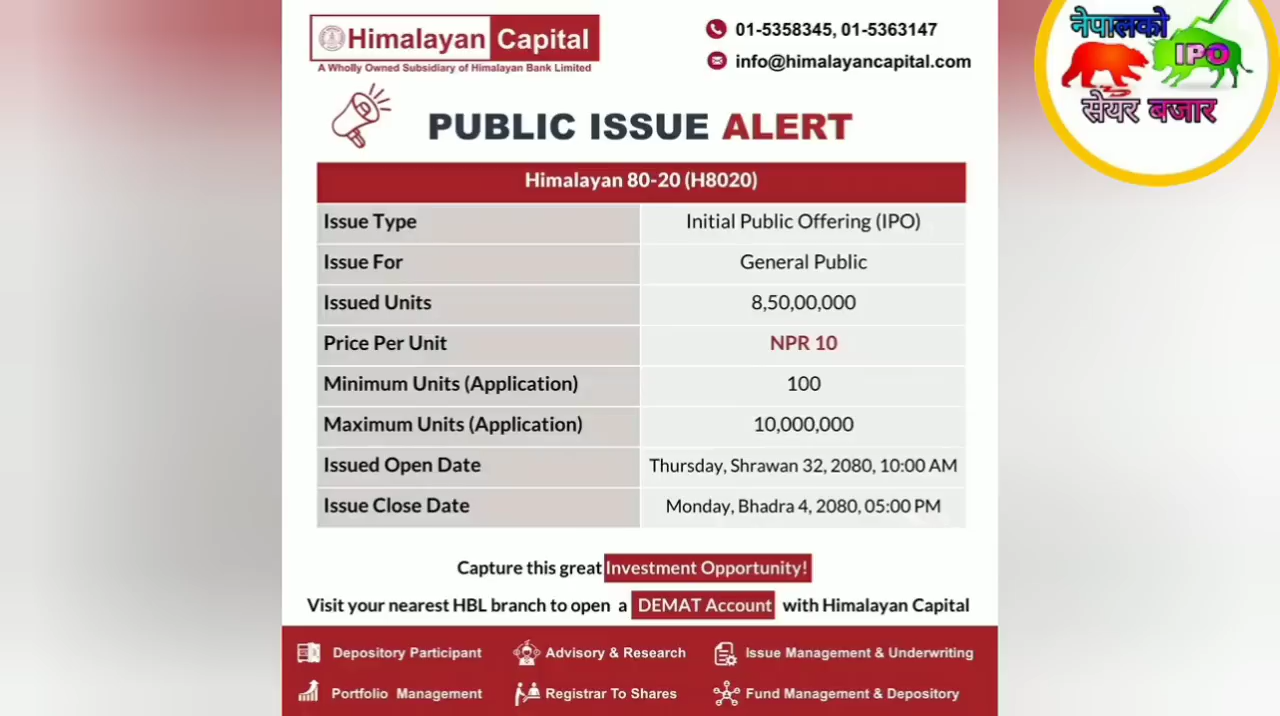 Himalayan Capital
A Wholly Owned Subsidiary of Himalayan Bank Limited
01-5358345, 01-5363147
info@himalayancapital.com
नेपालको
IPO
सेयर बजार
PUBLIC ISSUE ALERT
Himalayan 80-20 (H8020)
Issue Type Initial Public Offering (IPO)
Issue For General Public
Issued Units 8,50,00,000
Price Per Unit NPR 10
Minimum Units (Application) 100
Maximum Units (Application) 10,000,000
Issued Open Date Thursday, Shrawan 32, 2080, 10:00 AM
Issue Close Date Monday, Bhadra 4, 2080, 05:00 PM
Capture this great Investment Opportunity!
Visit your nearest HBL branch to open a DEMAT Account with Himalayan Capital
Depository Participant Advisory & Research Issue Management & Underwriting
Portfolio Management Registrar To Shares Fund Management & Depository